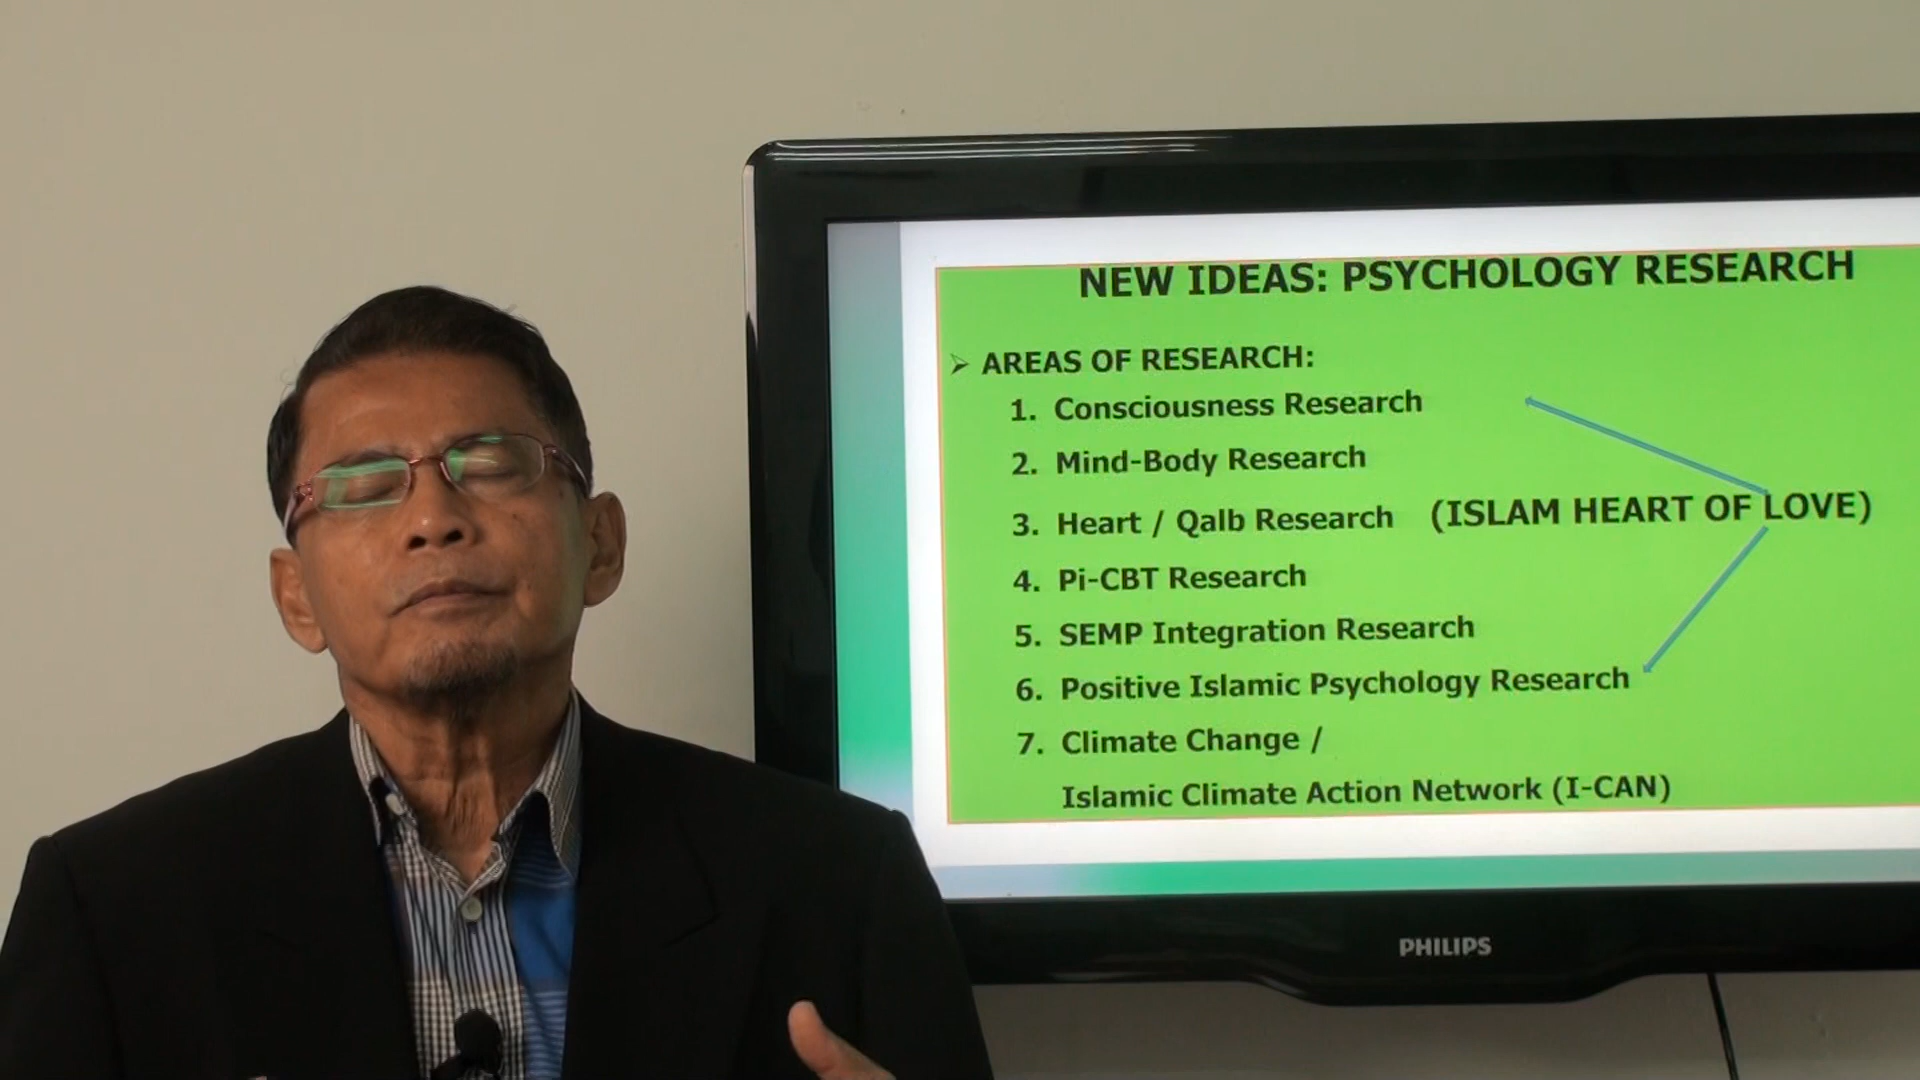 NEW IDEAS: PSYCHOLOGY RESEARCH
➢ AREAS OF RESEARCH:
1. Consciousness Research
2. Mind-Body Research
3. Heart / Qalb Research (ISLAM HEART OF LOVE)
4. Pi-CBT Research
5. SEMP Integration Research
6. Positive Islamic Psychology Research
7. Climate Change /
Islamic Climate Action Network (I-CAN)
PHILIPS